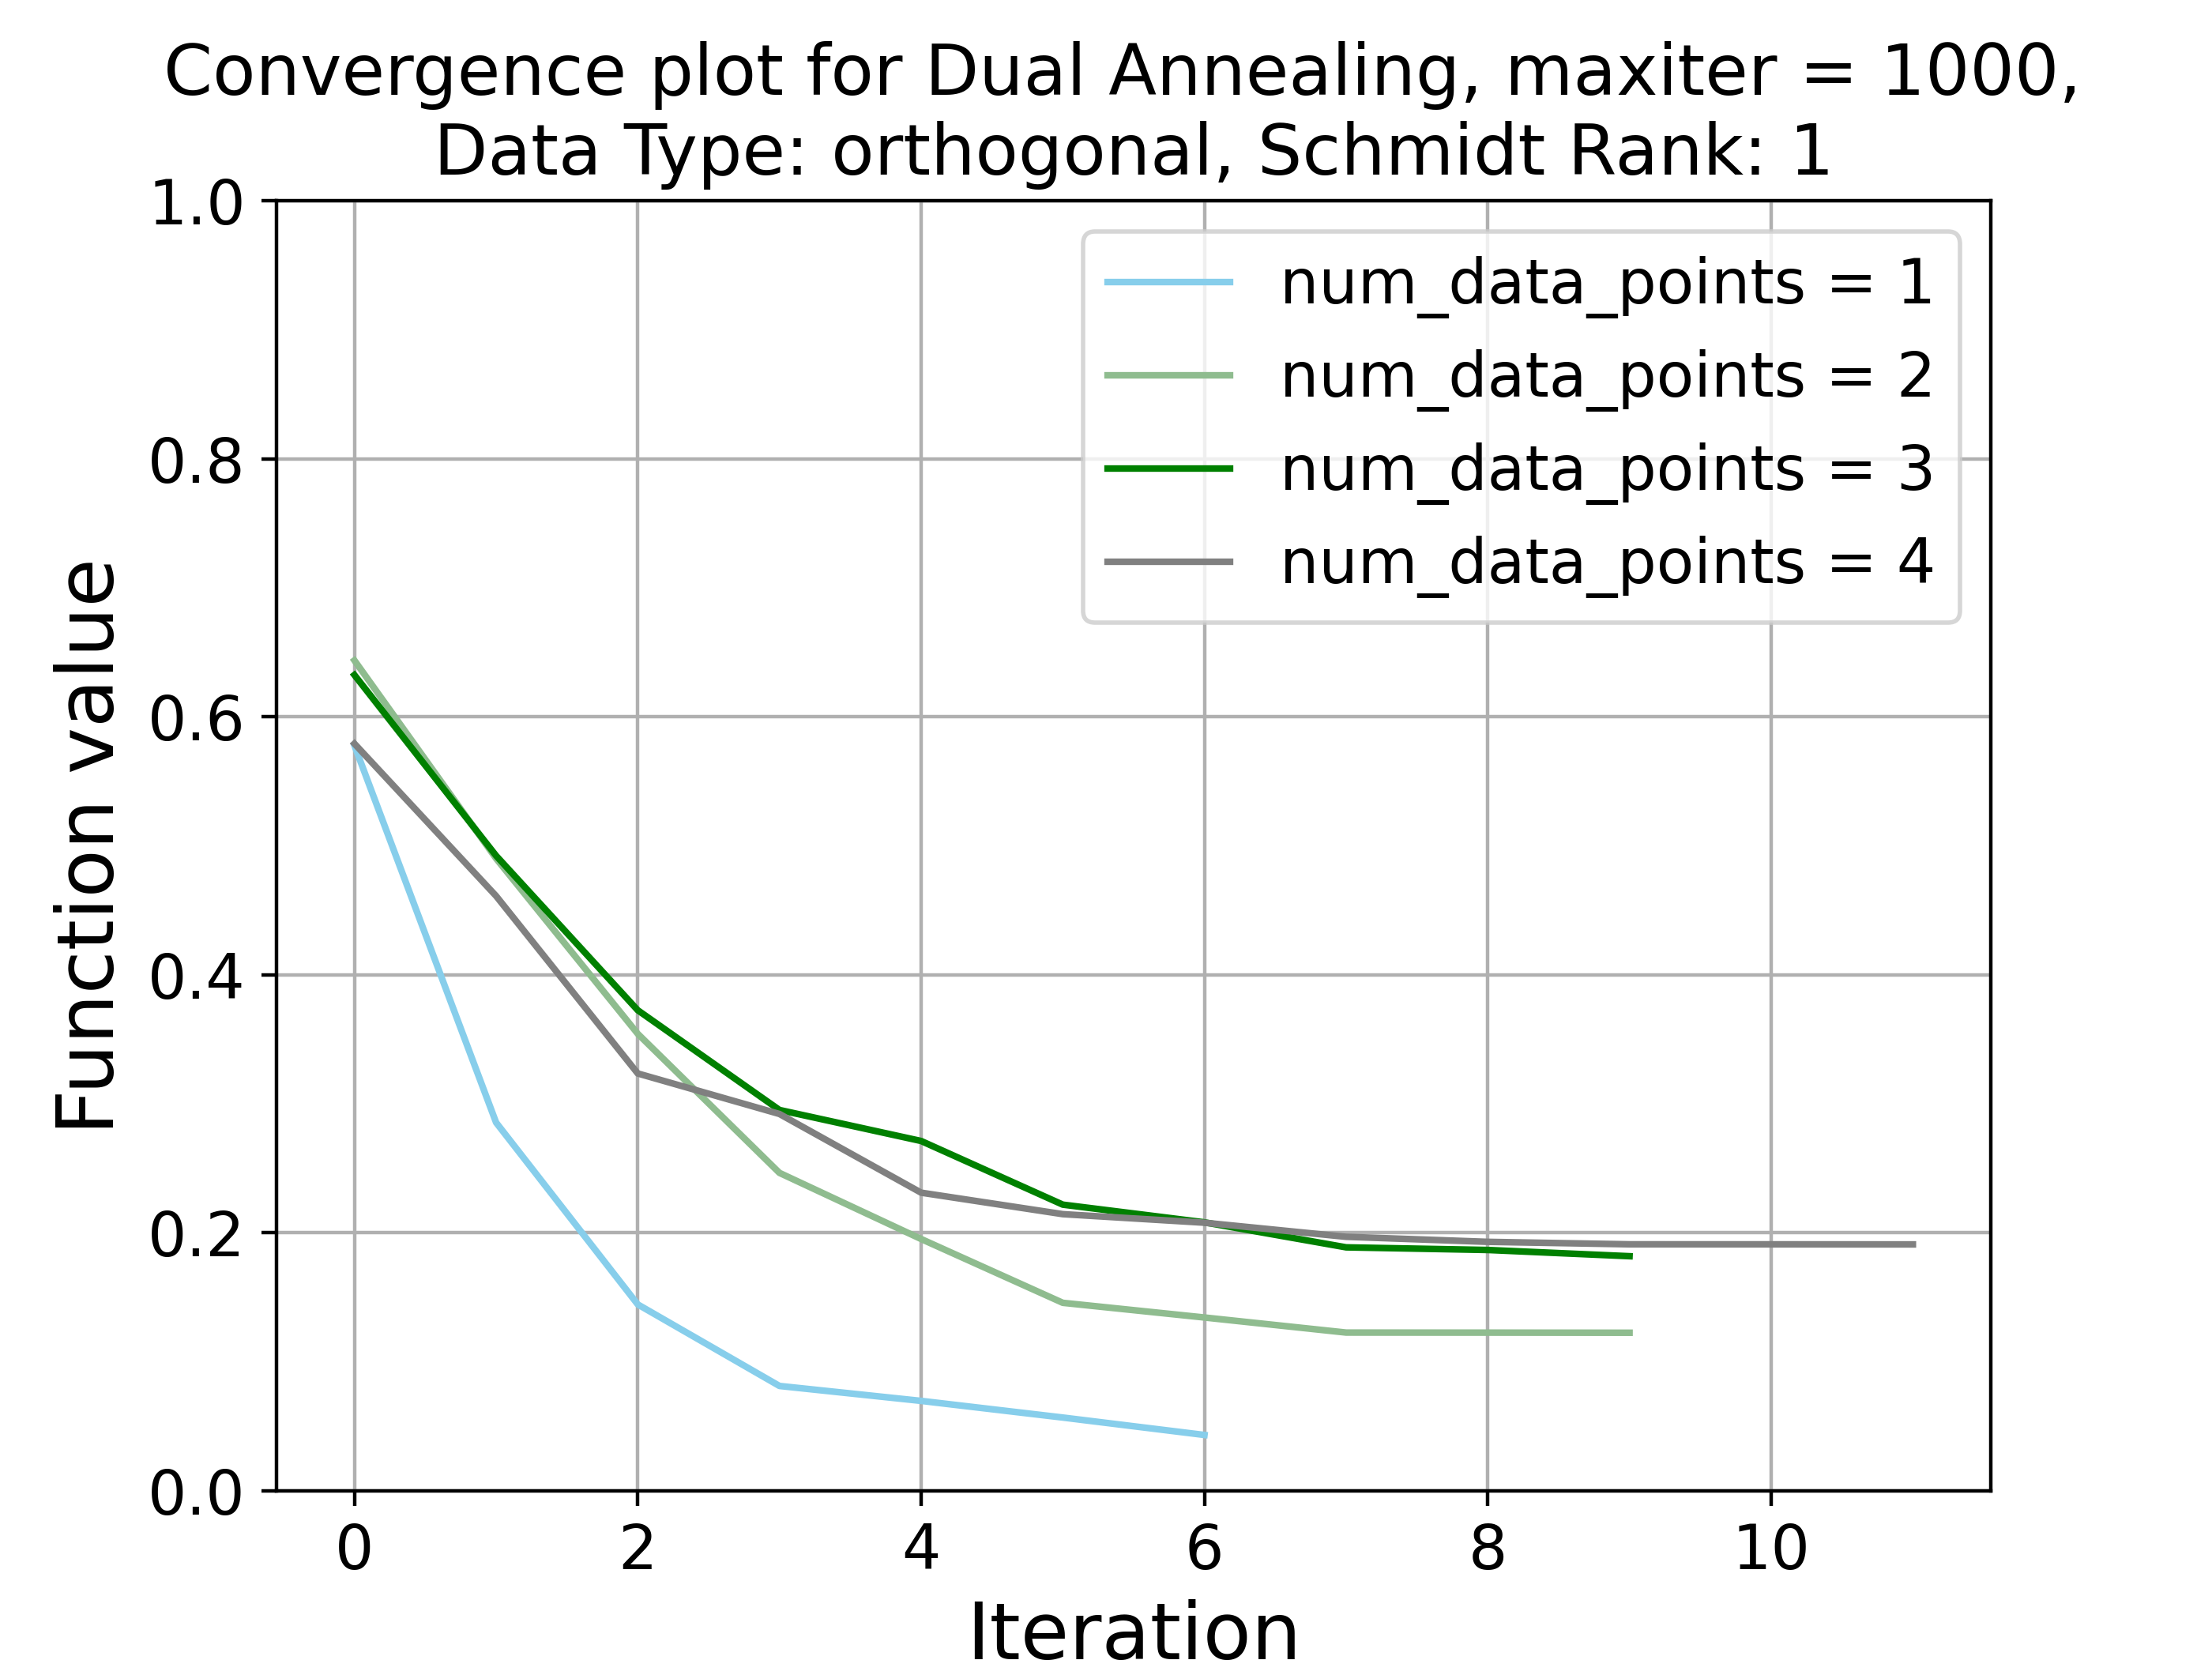 Convergence plot for Dual Annealing, maxiter = 1000,
Data Type: orthogonal, Schmidt Rank: 1
1.0
0.8
0.6
0.4
0.2
0.0
Function value
num_data_points = 1
num_data_points = 2
num_data_points = 3
num_data_points = 4
0 2 4 6 8 10
Iteration